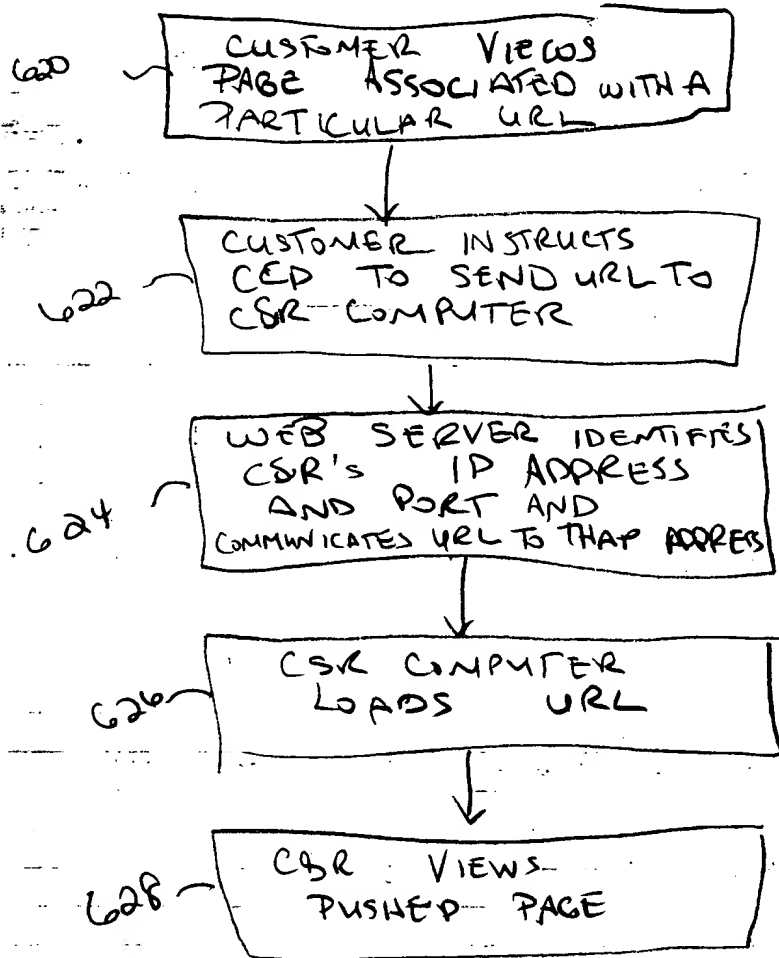 620
CUSTOMER VIEWS
PAGE ASSOCIATED WITH A
PARTICULAR URL
622
CUSTOMER INSTRUCTS
CED TO SEND URL TO
CSR COMPUTER
624
WEB SERVER IDENTIFIES
CSR's IP ADDRESS
AND PORT AND
COMMUNICATES URL TO THAT ADDRESS
626
CSR COMPUTER
LOADS URL
628
CSR VIEWS
PUSHED PAGE